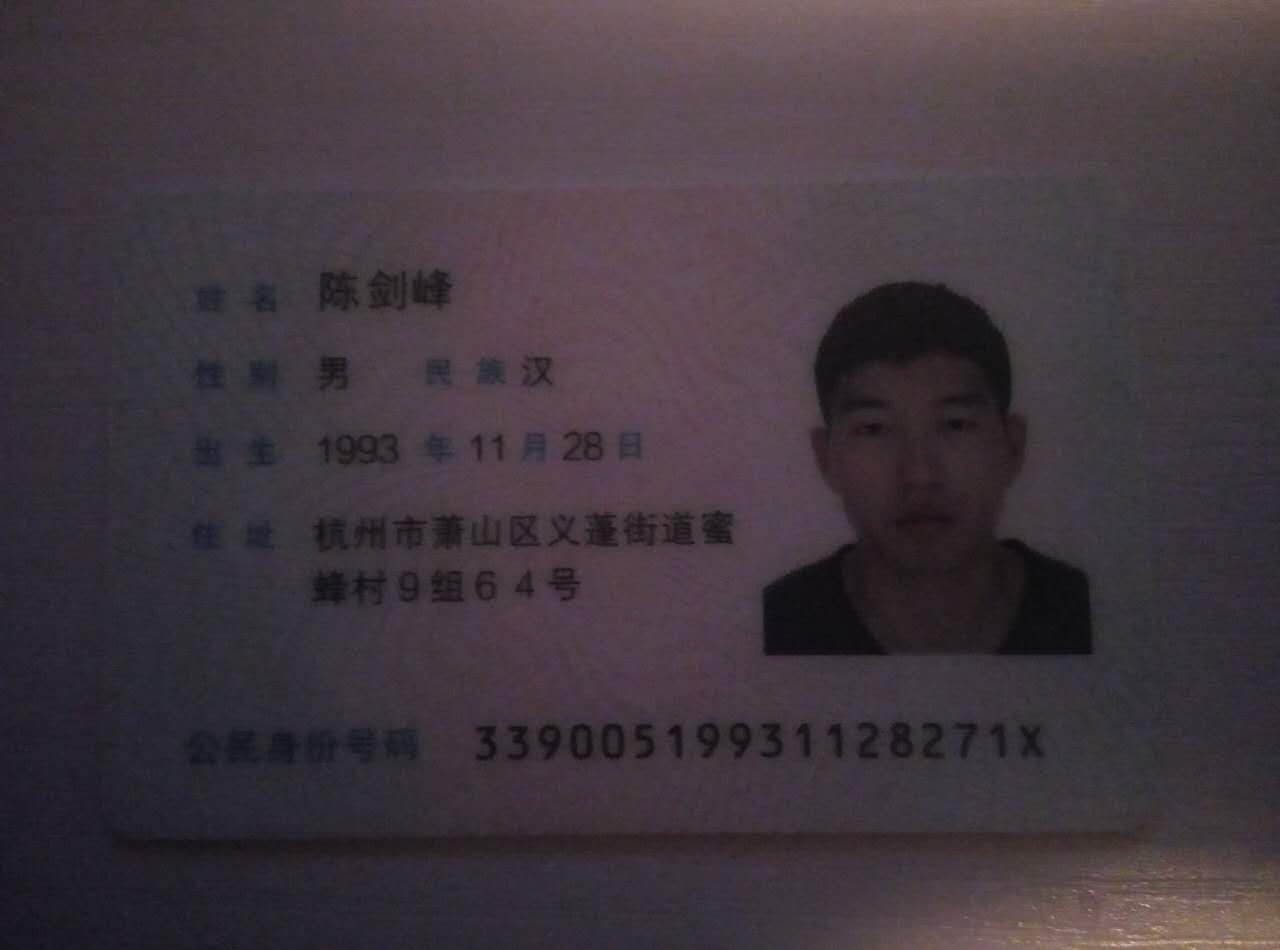 姓名 陈剑峰
性别 男 民族 汉
出生 1993 年 11 月 28 日
住址 杭州市萧山区义蓬街道蜜
蜂村9组64号
公民身份号码 33900519931128271X